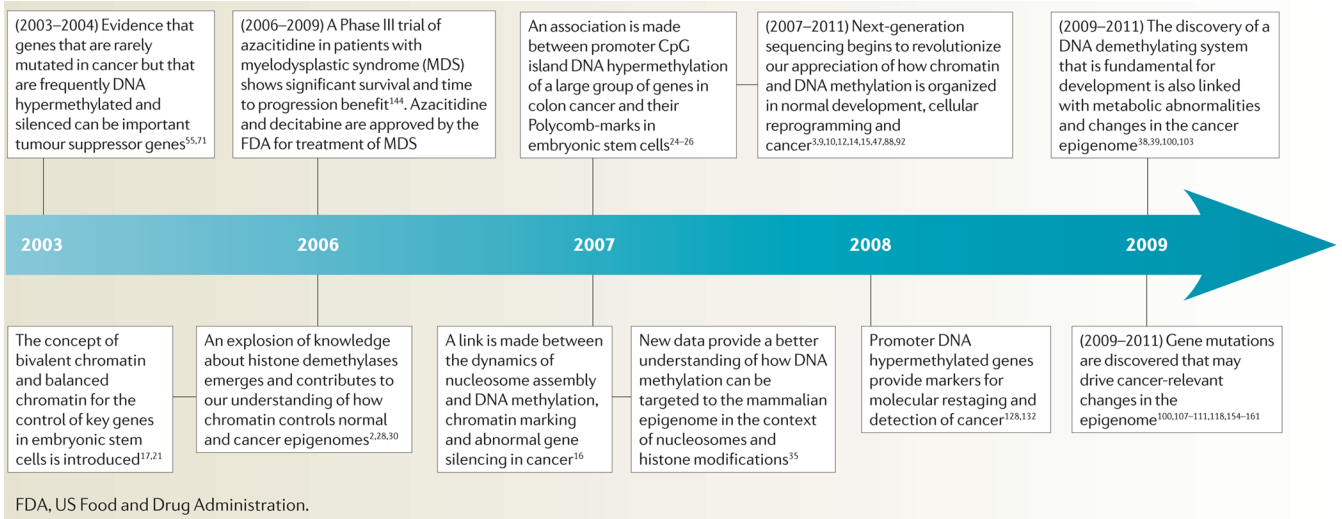 (2003–2004) Evidence that
genes that are rarely
mutated in cancer but that
are frequently DNA
hypermethylated and
silenced can be important
tumour suppressor genes55,71
(2006–2009) A Phase III trial of
azacitidine in patients with
myelodysplastic syndrome (MDS)
shows significant survival and time
to progression benefit144. Azacitidine
and decitabine are approved by the
FDA for treatment of MDS
An association is made
between promoter CpG
island DNA hypermethylation
of a large group of genes in
colon cancer and their
Polycomb-marks in
embryonic stem cells24–26
(2007–2011) Next-generation
sequencing begins to revolutionize
our appreciation of how chromatin
and DNA methylation is organized
in normal development, cellular
reprogramming and
cancer3,9,10,12,14,15,47,88,92
(2009–2011) The discovery of a
DNA demethylating system
that is fundamental for
development is also linked
with metabolic abnormalities
and changes in the cancer
epigenome38,39,100,103
2003
2006
2007
2008
2009
The concept of
bivalent chromatin
and balanced
chromatin for the
control of key genes
in embryonic stem
cells is introduced17,21
An explosion of knowledge
about histone demethylases
emerges and contributes to
our understanding of how
chromatin controls normal
and cancer epigenomes2,28,30
A link is made between
the dynamics of
nucleosome assembly
and DNA methylation,
chromatin marking
and abnormal gene
silencing in cancer16
New data provide a better
understanding of how DNA
methylation can be
targeted to the mammalian
epigenome in the context
of nucleosomes and
histone modifications35
Promoter DNA
hypermethylated genes
provide markers for
molecular restaging and
detection of cancer128,132
(2009–2011) Gene mutations
are discovered that may
drive cancer-relevant
changes in the
epigenome100,107–111,118,154–161
FDA, US Food and Drug Administration.